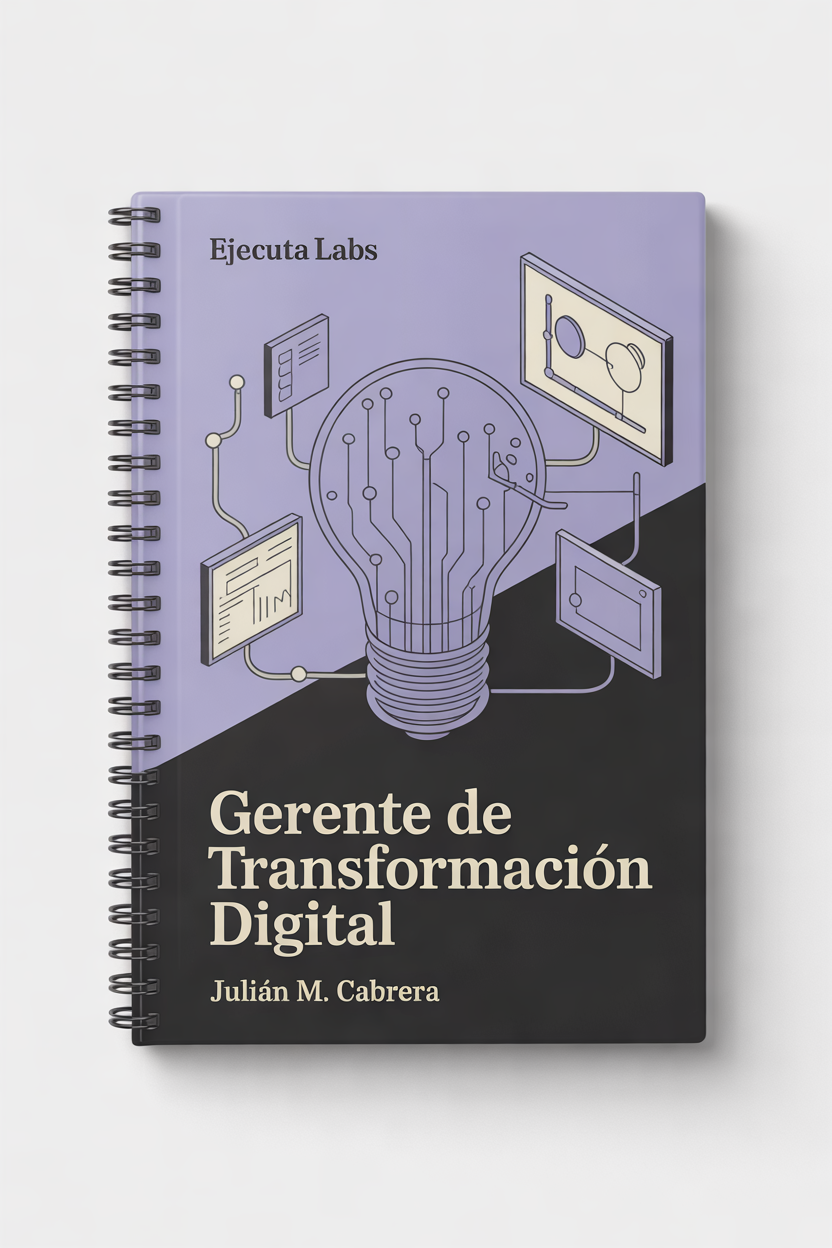 Ejecuta Labs
Gerente de
Transformación
Digital
Julián M. Cabrera